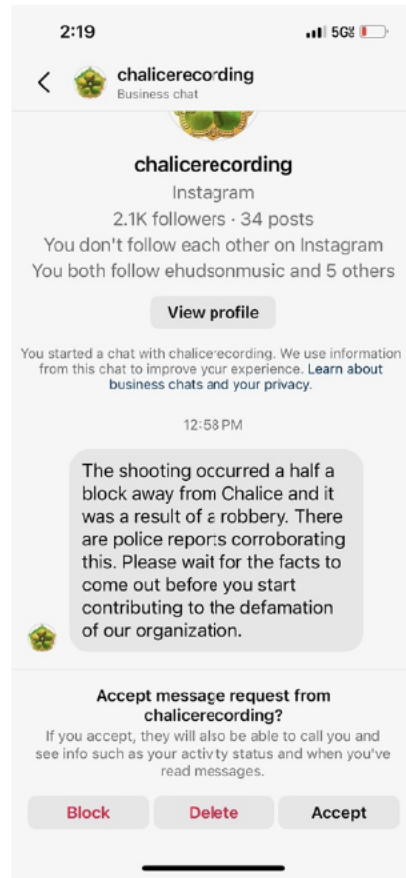 2:19
5G
chalicerecording
Business chat
chalicerecording
Instagram
2.1K followers · 34 posts
You don't follow each other on Instagram
You both follow ehudsonmusic and 5 others
View profile
You started a chat with chalicerecording. We use information
from this chat to improve your experience. Learn about
business chats and your privacy.
12:58 PM
The shooting occurred a half a
block away from Chalice and it
was a result of a robbery. There
are police reports corroborating
this. Please wait for the facts to
come out before you start
contributing to the defamation
of our organization.
Accept message request from
chalicerecording?
If you accept, they will also be able to call you and
see info such as your activity status and when you've
read messages.
Block Delete Accept